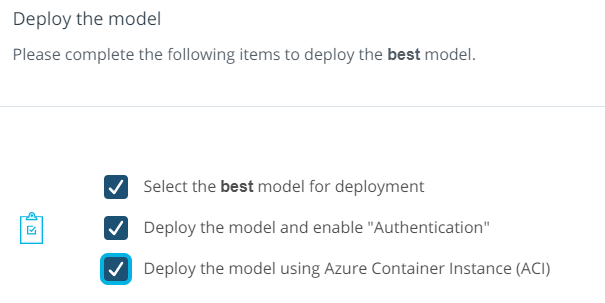 Deploy the model
Please complete the following items to deploy the best model.
Select the best model for deployment
Deploy the model and enable "Authentication"
Deploy the model using Azure Container Instance (ACI)